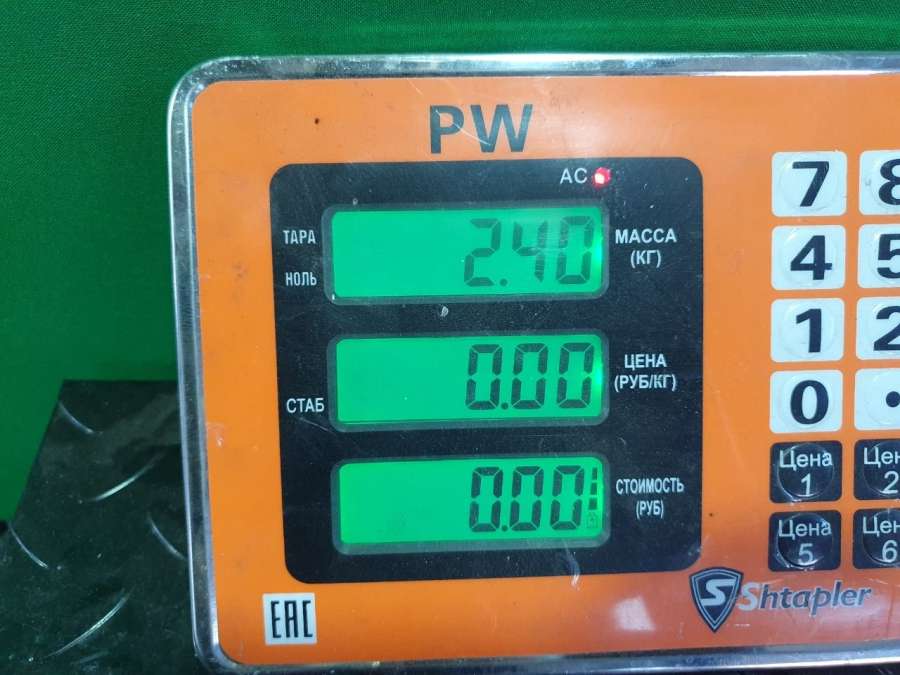 PW
AC
ТАРА
НОЛЬ
2.40
МАССА
(КГ)
СТАБ
0.00
ЦЕНА
(РУБ/КГ)
0.00
СТОИМОСТЬ
(РУБ)
7 8
4 5
1 2
0 .
Цена
1
Цен
2
Цена
5
Цен
6
EAC
S Shtapler